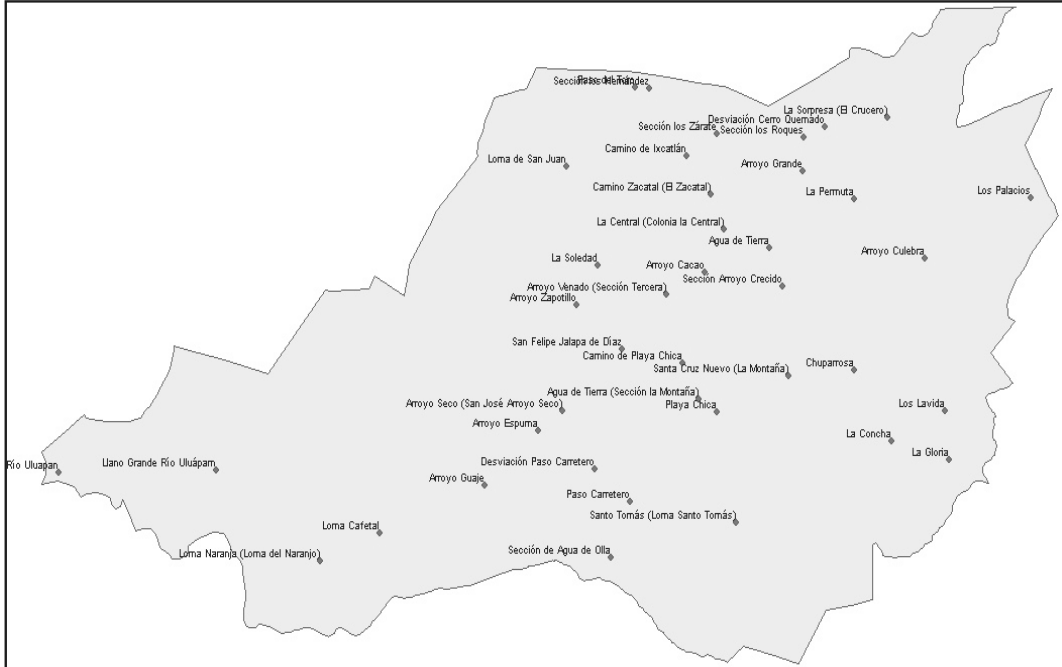 Paso del Tejo
Sección los Hernández
La Sorpresa (El Crucero)
Desviación Cerro Quemado
Sección los Zárate
Sección los Roques
Camino de Ixcatlán
Loma de San Juan
Arroyo Grande
Camino Zacatal (El Zacatal)
La Permuta
Los Palacios
La Central (Colonia la Central)
Agua de Tierra
La Soledad
Arroyo Culebra
Arroyo Cacao
Sección Arroyo Crecido
Arroyo Venado (Sección Tercera)
Arroyo Zapotillo
San Felipe Jalapa de Díaz
Camino de Playa Chica
Santa Cruz Nuevo (La Montaña)
Chuparrosa
Agua de Tierra (Sección la Montaña)
Arroyo Seco (San José Arroyo Seco)
Playa Chica
Los Lavida
Arroyo Espuma
La Concha
La Gloria
Río Uluapan
Llano Grande Río Uluápam
Desviación Paso Carretero
Arroyo Guaje
Paso Carretero
Santo Tomás (Loma Santo Tomás)
Loma Cafetal
Loma Naranja (Loma del Naranjo)
Sección de Agua de Olla